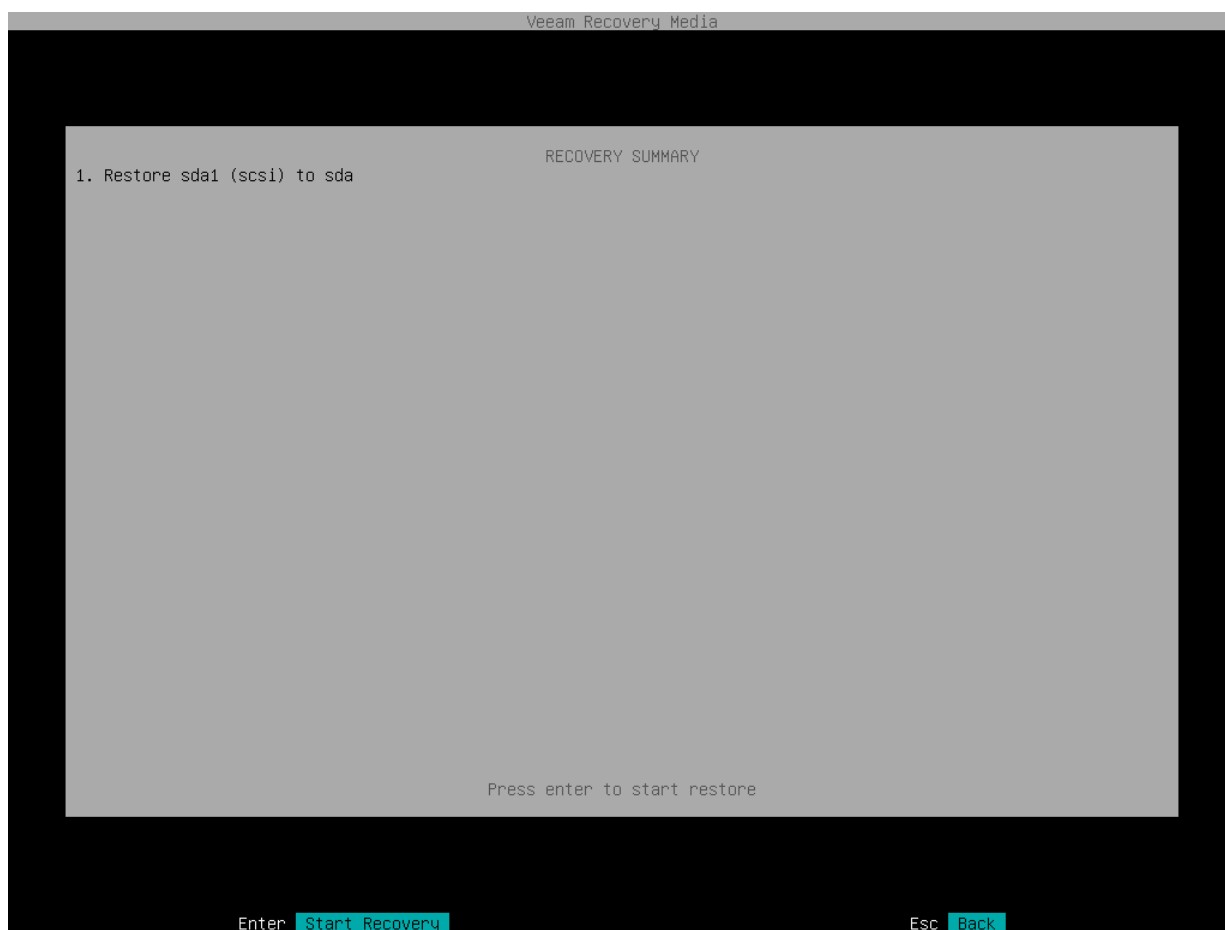 Veeam Recovery Media
RECOVERY SUMMARY
1. Restore sda1 (scsi) to sda
Press enter to start restore
Enter Start Recovery Esc Back